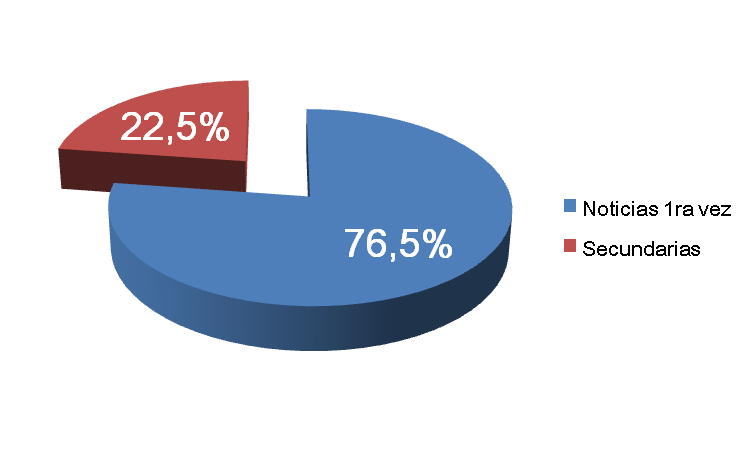 22,5%
76,5%
Noticias 1ra vez
Secundarias